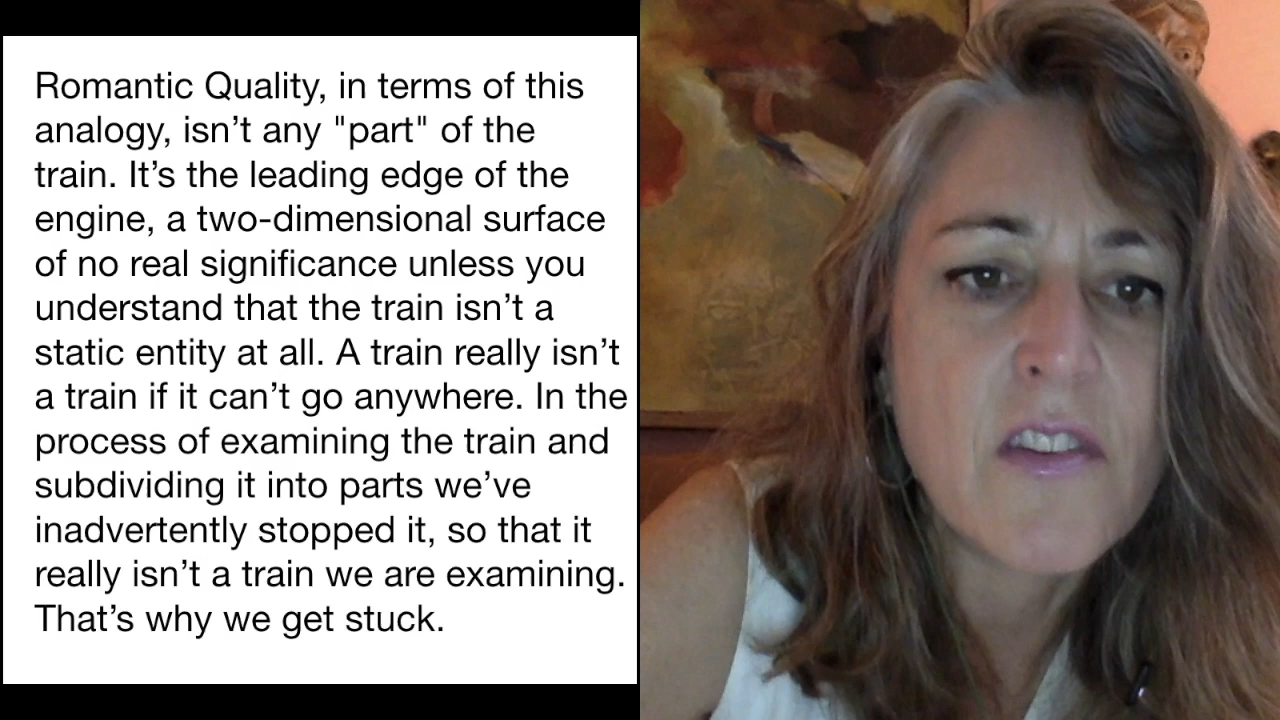 Romantic Quality, in terms of this
analogy, isn’t any "part" of the
train. It’s the leading edge of the
engine, a two-dimensional surface
of no real significance unless you
understand that the train isn’t a
static entity at all. A train really isn’t
a train if it can’t go anywhere. In the
process of examining the train and
subdividing it into parts we’ve
inadvertently stopped it, so that it
really isn’t a train we are examining.
That’s why we get stuck.